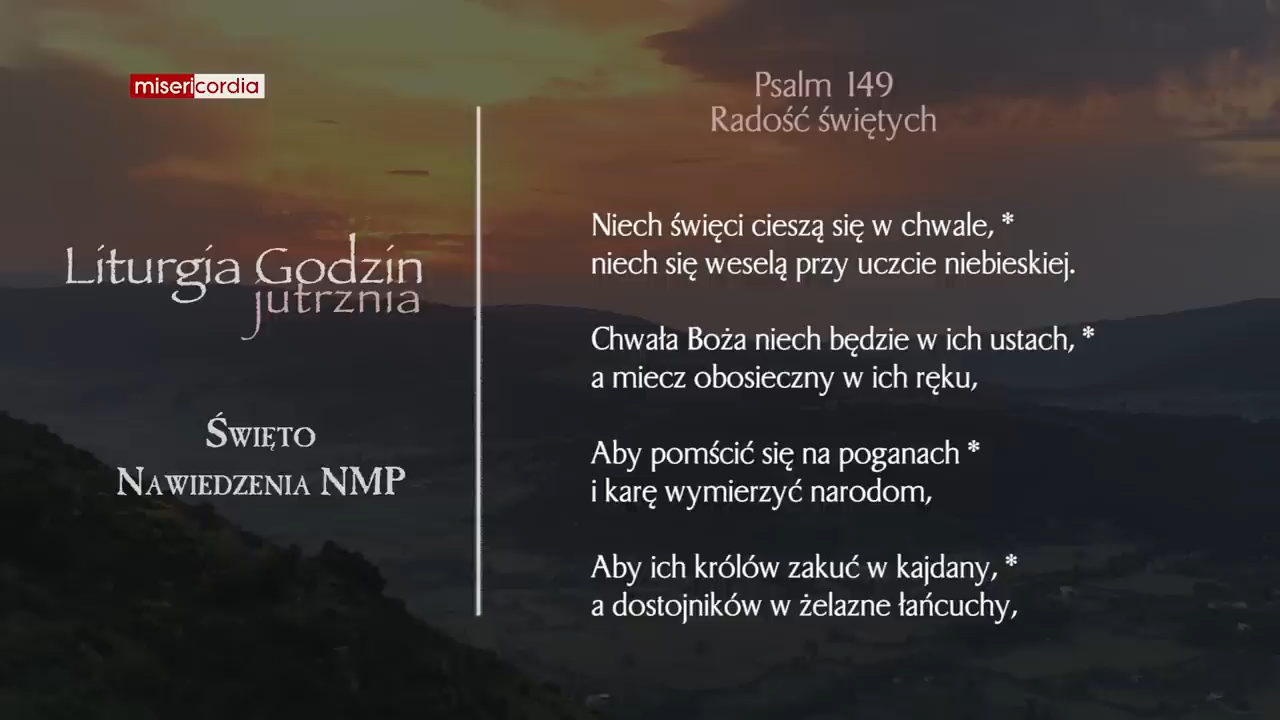 misericordia
Liturgia Godzin
jutrznia
Święto
Nawiedzenia NMP
Psalm 149
Radość świętych
Niech święci cieszą się w chwale, *
niech się weselą przy uczcie niebieskiej.
Chwała Boża niech będzie w ich ustach, *
a miecz obosieczny w ich ręku,
Aby pomścić się na poganach *
i karę wymierzyć narodom,
Aby ich królów zakuć w kajdany, *
a dostojników w żelazne łańcuchy,